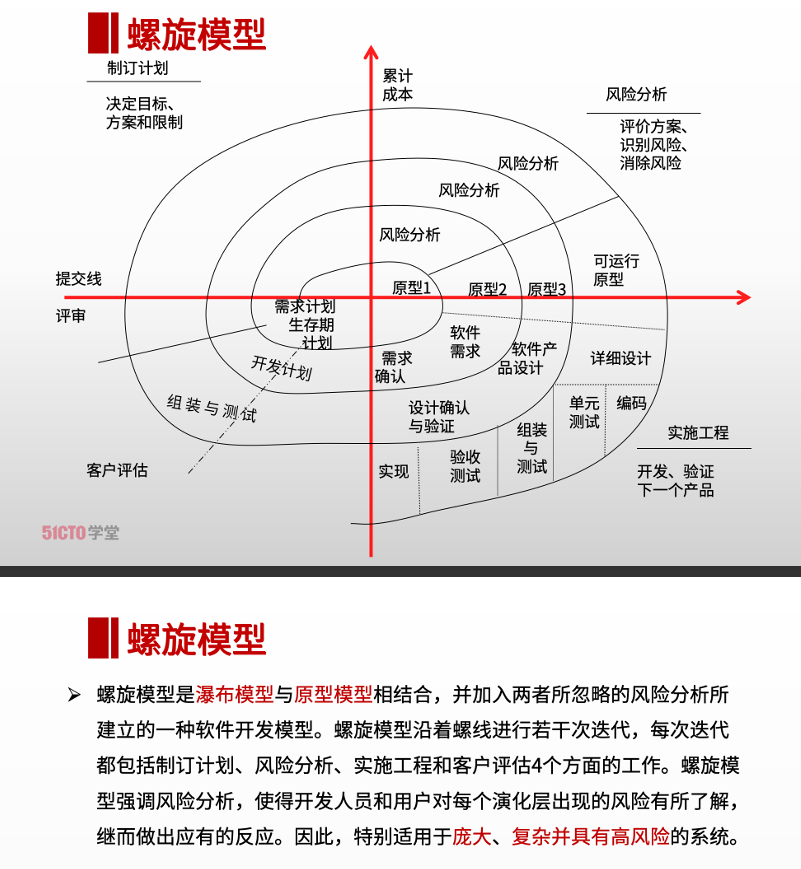 螺旋模型
制订计划
决定目标、
方案和限制
累计
成本
风险分析
评价方案、
识别风险、
消除风险
风险分析
风险分析
风险分析
提交线
评审
原型1
原型2
原型3
可运行
原型
需求计划
生存期
计划
开发计划
组装与测试
需求
确认
软件
需求
软件产
品设计
详细设计
设计确认
与验证
单元
测试
编码
组装
与
测试
验收
测试
实现
实施工程
开发、验证
下一个产品
客户评估
51CTO学堂
螺旋模型
➢ 螺旋模型是瀑布模型与原型模型相结合，并加入两者所忽略的风险分析所
建立的一种软件开发模型。螺旋模型沿着螺线进行若干次迭代，每次迭代
都包括制订计划、风险分析、实施工程和客户评估4个方面的工作。螺旋模
型强调风险分析，使得开发人员和用户对每个演化层出现的风险有所了解，
继而做出应有的反应。因此，特别适用于庞大、复杂并具有高风险的系统。